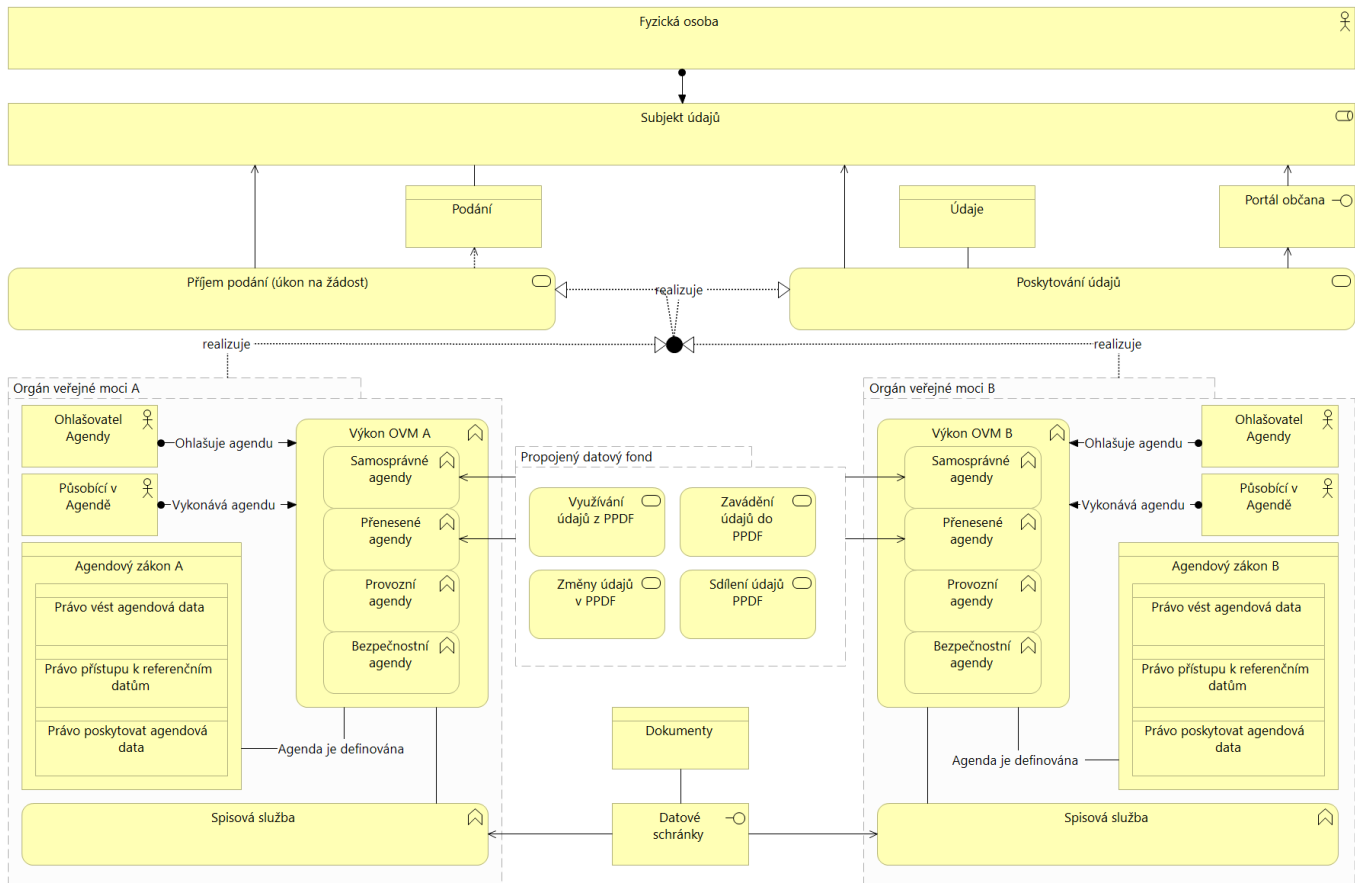 Fyzická osoba
Subjekt údajů
Podání
Údaje
Portál občana
Příjem podání (úkon na žádost)
Poskytování údajů
realizuje
realizuje
realizuje
Orgán veřejné moci A
Ohlašovatel
Agendy
Ohlašuje agendu
Působící v
Agendě
Vykonává agendu
Výkon OVM A
Samosprávné
agendy
Přenesené
agendy
Provozní
agendy
Bezpečnostní
agendy
Agendový zákon A
Právo vést agendová data
Právo přístupu k referenčním
datům
Právo poskytovat agendová
data
Agenda je definována
Spisová služba
Propojený datový fond
Využívání
údajů z PPDF
Zavádění
údajů do
PPDF
Změny údajů
v PPDF
Sdílení údajů
PPDF
Dokumenty
Datové
schránky
Orgán veřejné moci B
Výkon OVM B
Samosprávné
agendy
Přenesené
agendy
Provozní
agendy
Bezpečnostní
agendy
Ohlašuje agendu
Ohlašovatel
Agendy
Vykonává agendu
Působící v
Agendě
Agendový zákon B
Právo vést agendová data
Právo přístupu k referenčním
datům
Právo poskytovat agendová
data
Agenda je definována
Spisová služba